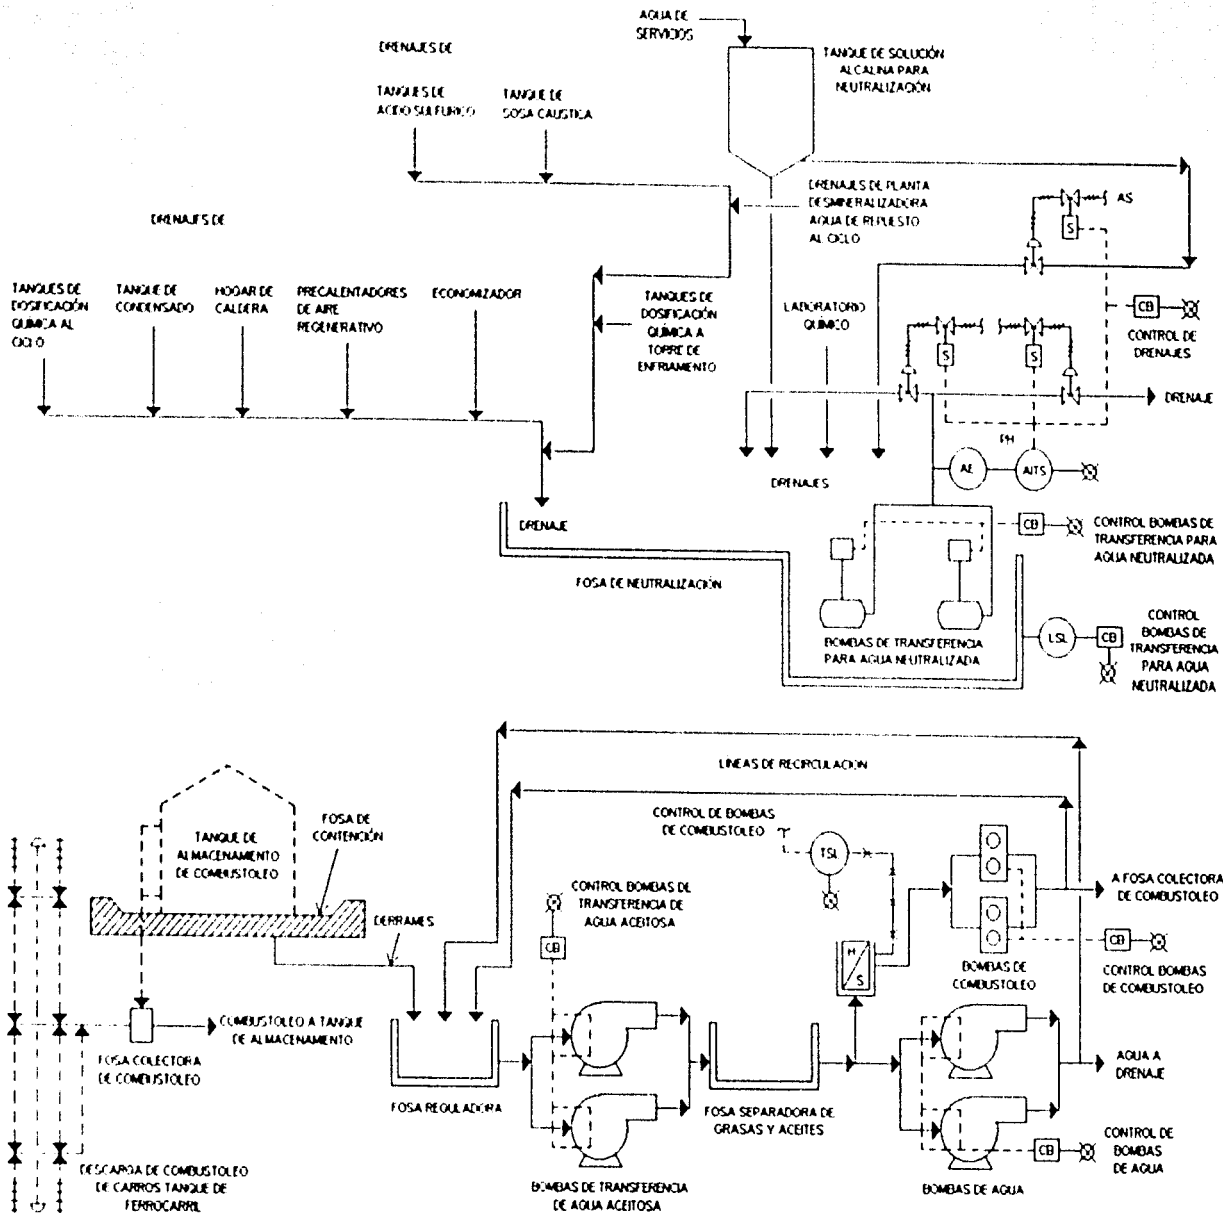 AGUA DE
SERVICIOS
DRENAJES DE
TANQUES DE
ACIDO SULFURICO
TANQUE DE
SOSA CAUSTICA
TANQUE DE SOLUCIÓN
ALCALINA PARA
NEUTRALIZACIÓN
DRENAJES DE PLANTA
DESMINERALIZADORA
AGUA DE REPUESTO
AL CICLO
AS
S
DRENAJES DE
TANQUES DE
DOSIFICACIÓN
QUÍMICA AL
CICLO
TANQUE DE
CONDENSADO
HOGAR DE
CALDERA
PRECALENTADORES
DE AIRE
REGENERATIVO
ECONOMIZADOR
TANQUES DE
DOSIFICACIÓN
QUÍMICA A
TORRE DE
ENFRIAMIENTO
LABORATORIO
QUÍMICO
CB
CONTROL DE
DRENAJES
S
S
DRENAJE
PH
AE
AITS
DRENAJES
DRENAJE
CB
CONTROL BOMBAS DE
TRANSFERENCIA PARA
AGUA NEUTRALIZADA
FOSA DE NEUTRALIZACIÓN
BOMBAS DE TRANSFERENCIA
PARA AGUA NEUTRALIZADA
LSL
CB
CONTROL
BOMBAS DE
TRANSFERENCIA
PARA AGUA
NEUTRALIZADA
LÍNEAS DE RECIRCULACION
TANQUE DE
ALMACENAMIENTO
DE COMBUSTOLEO
FOSA DE
CONTENCIÓN
CONTROL DE BOMBAS
DE COMBUSTOLEO
TSL
CONTROL BOMBAS DE
TRANSFERENCIA DE
AGUA ACEITOSA
CB
DERRAMES
A FOSA COLECTORA
DE COMBUSTOLEO
H
S
BOMBAS DE
COMBUSTOLEO
CB
CONTROL BOMBAS
DE COMBUSTOLEO
COMBUSTOLEO A TANQUE
DE ALMACENAMIENTO
FOSA COLECTORA
DE COMBUSTOLEO
FOSA REGULADORA
FOSA SEPARADORA DE
GRASAS Y ACEITES
AGUA A
DRENAJE
DESCARGA DE COMBUSTOLEO
DE CARROS TANQUE DE
FERROCARRIL
BOMBAS DE TRANSFERENCIA
DE AGUA ACEITOSA
BOMBAS DE AGUA
CB
CONTROL DE
BOMBAS
DE AGUA